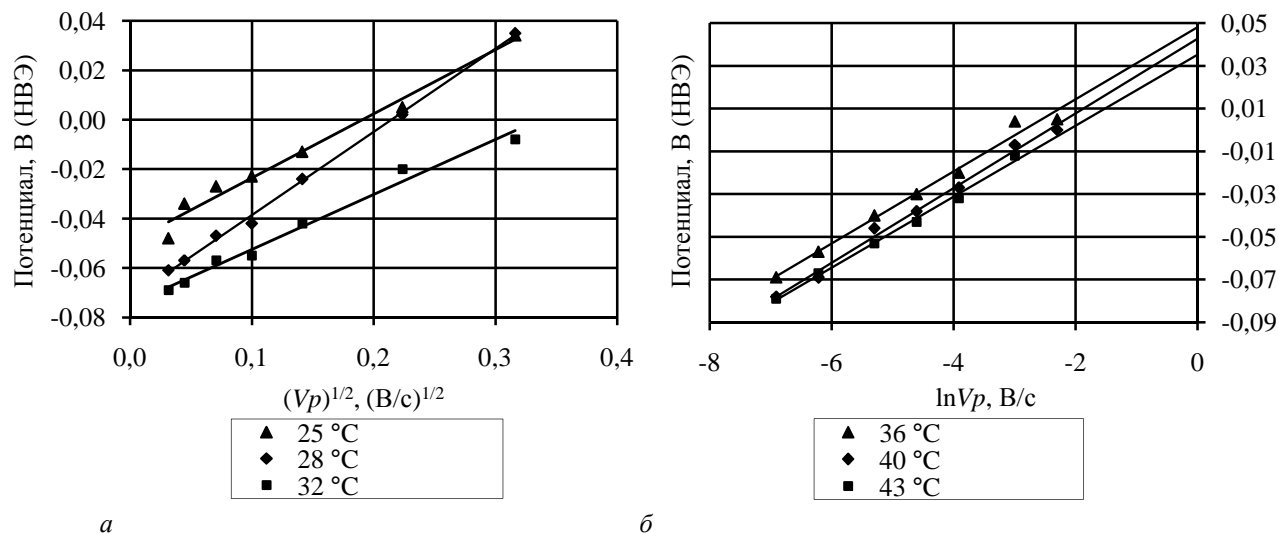 Потенциал, В (НВЭ)
0,04
0,02
0,00
-0,02
-0,04
-0,06
-0,08
0,0 0,1 0,2 0,3 0,4
(Vp)1/2, (В/с)1/2
▲ 25 °C
◆ 28 °C
■ 32 °C
а
Потенциал, В (НВЭ)
0,05
0,03
0,01
-0,01
-0,03
-0,05
-0,07
-0,09
-8 -6 -4 -2 0
lnVp, В/с
▲ 36 °C
◆ 40 °C
■ 43 °C
б